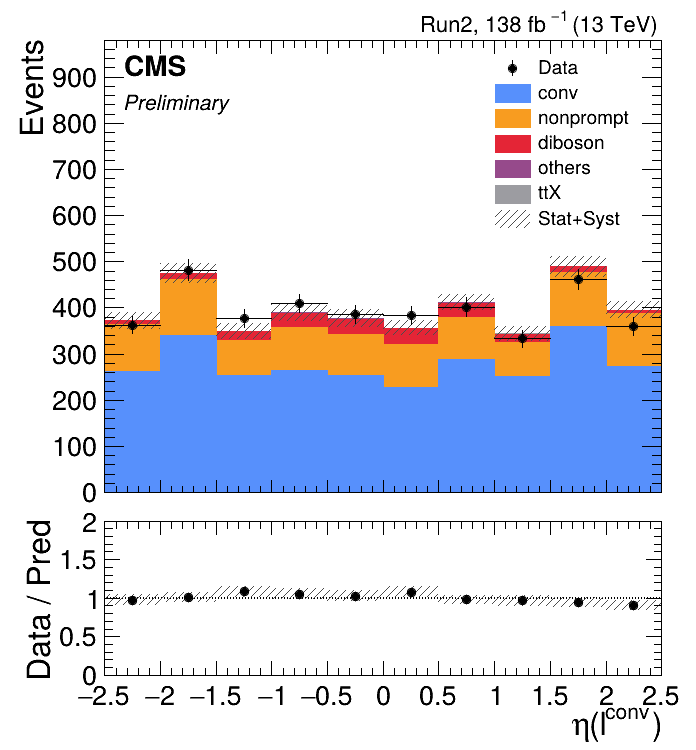 Run2, 138 fb⁻¹ (13 TeV)
Events
CMS
Preliminary
Data
conv
nonprompt
diboson
others
ttX
Stat+Syst
900
800
700
600
500
400
300
200
100
0
Data / Pred
2
1.5
1
0.5
0
−2.5 −2 −1.5 −1 −0.5 0 0.5 1 1.5 2 2.5
η(l^conv)